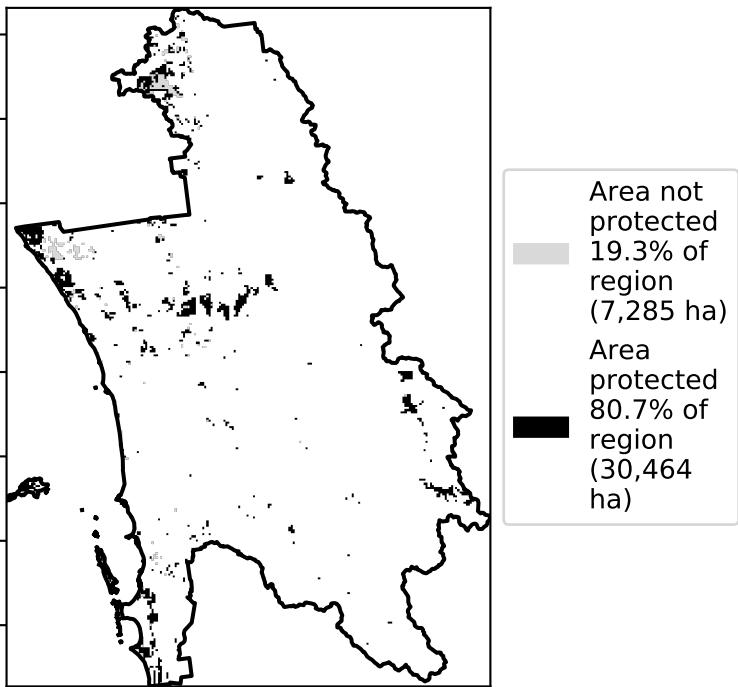 Area not
protected
19.3% of
region
(7,285 ha)
Area
protected
80.7% of
region
(30,464
ha)